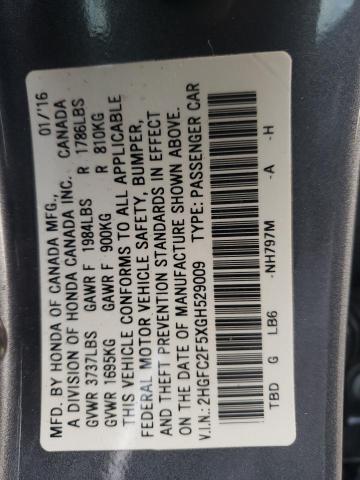 MFD. BY HONDA OF CANADA MFG., 01/'16
A DIVISION OF HONDA CANADA INC. CANADA
GVWR 3737LBS GAWR F 1984LBS R 1786LBS
GVWR 1695KG GAWR F 900KG R 810KG
THIS VEHICLE CONFORMS TO ALL APPLICABLE
FEDERAL MOTOR VEHICLE SAFETY, BUMPER,
AND THEFT PREVENTION STANDARDS IN EFFECT
ON THE DATE OF MANUFACTURE SHOWN ABOVE.
V.I.N.:2HGFC2F5XGH529009 TYPE: PASSENGER CAR
TBD G LB6 -NH797M -A -H